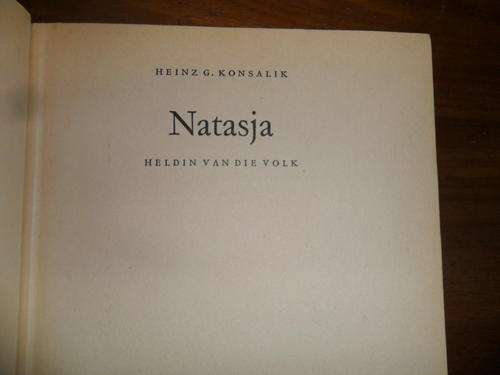 HEINZ G. KONSALIK
Natasja
HELDIN VAN DIE VOLK